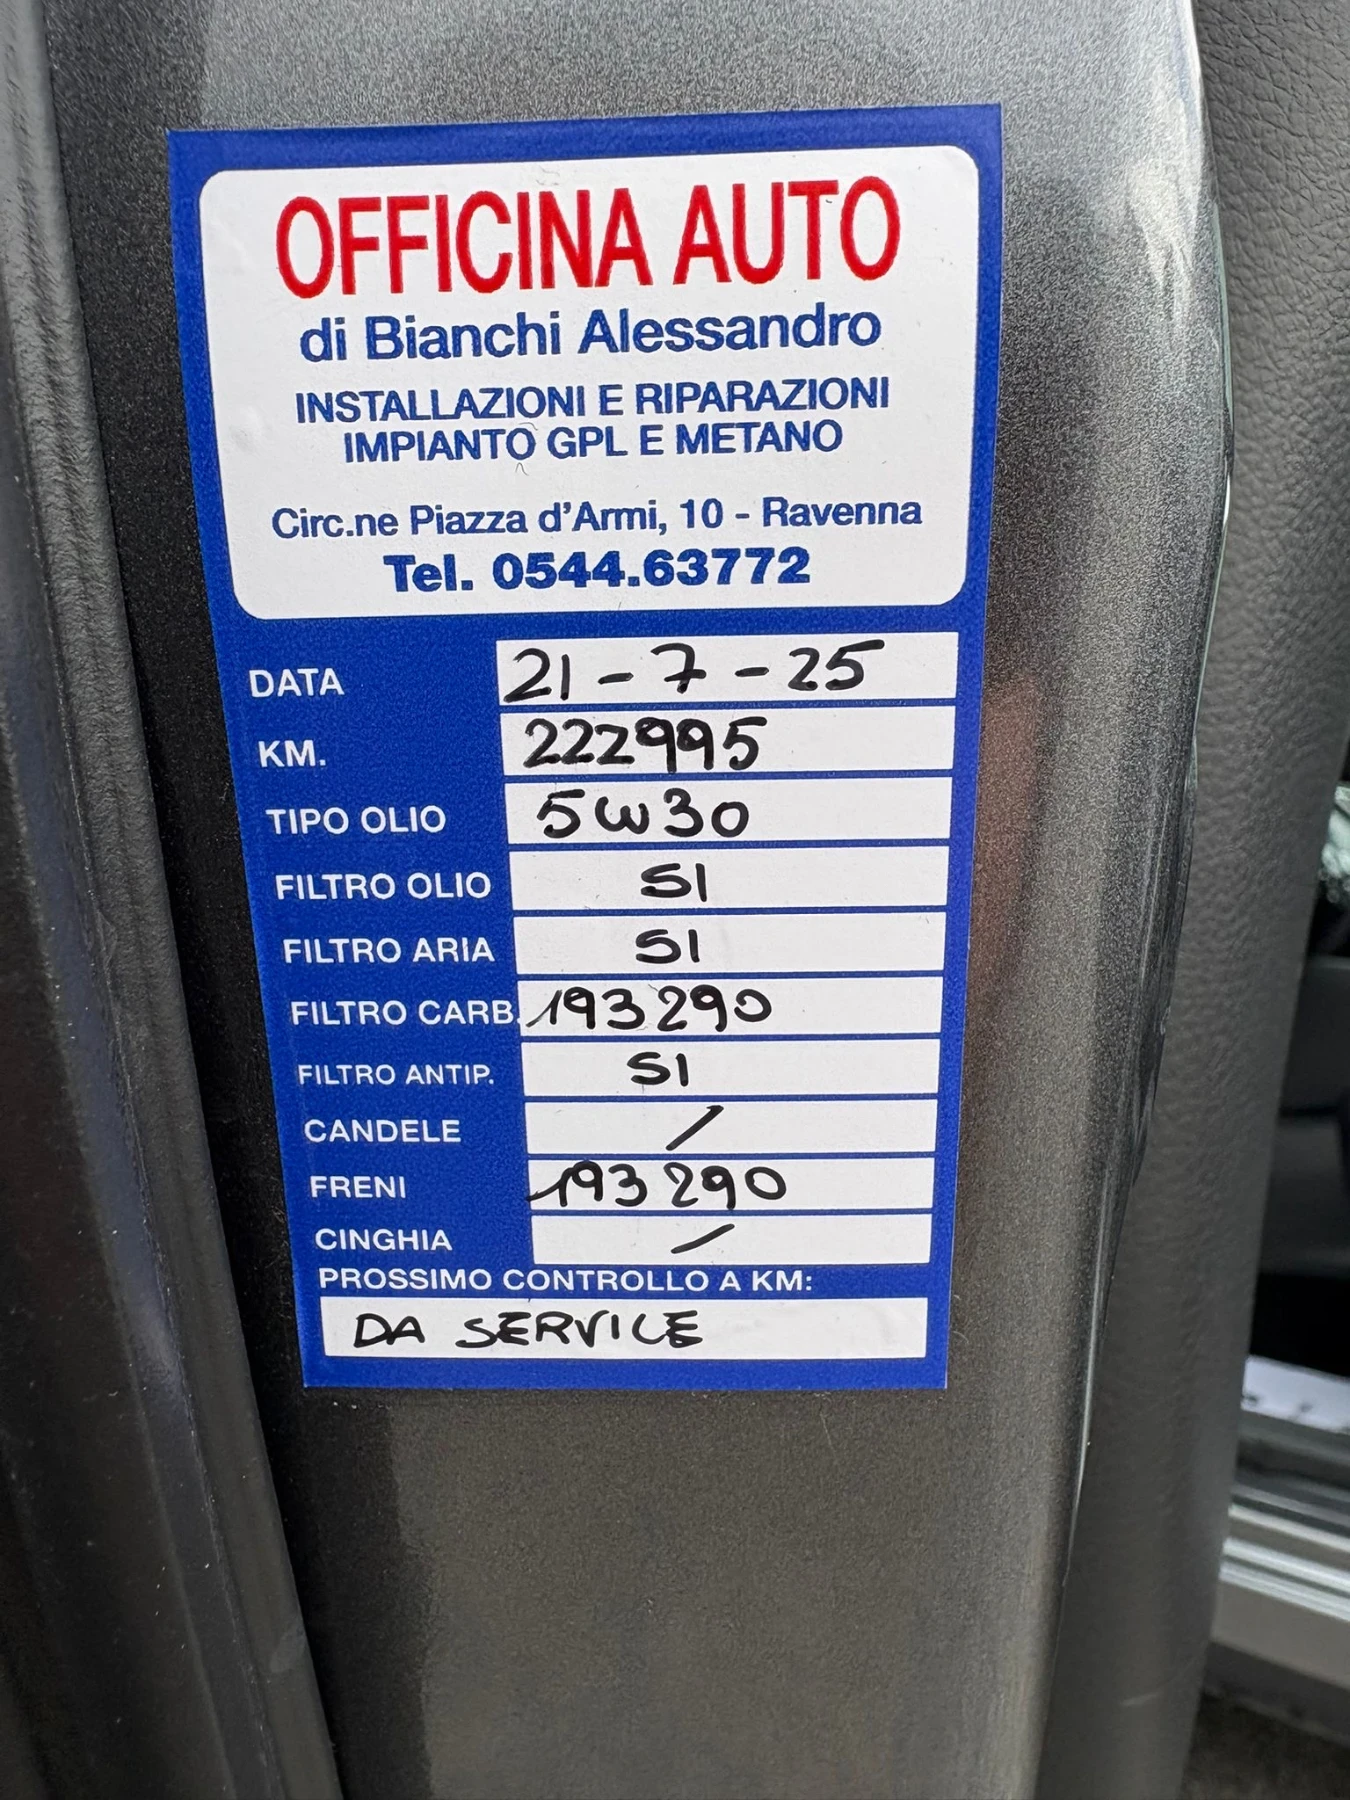 OFFICINA AUTO
di Bianchi Alessandro
INSTALLAZIONI E RIPARAZIONI
IMPIANTO GPL E METANO
Circ.ne Piazza d'Armi, 10 - Ravenna
Tel. 0544.63772
DATA 21-7-25
KM. 222995
TIPO OLIO 5W30
FILTRO OLIO SI
FILTRO ARIA SI
FILTRO CARB. 193290
FILTRO ANTIP. SI
CANDELE /
FRENI 193290
CINGHIA /
PROSSIMO CONTROLLO A KM:
DA SERVICE